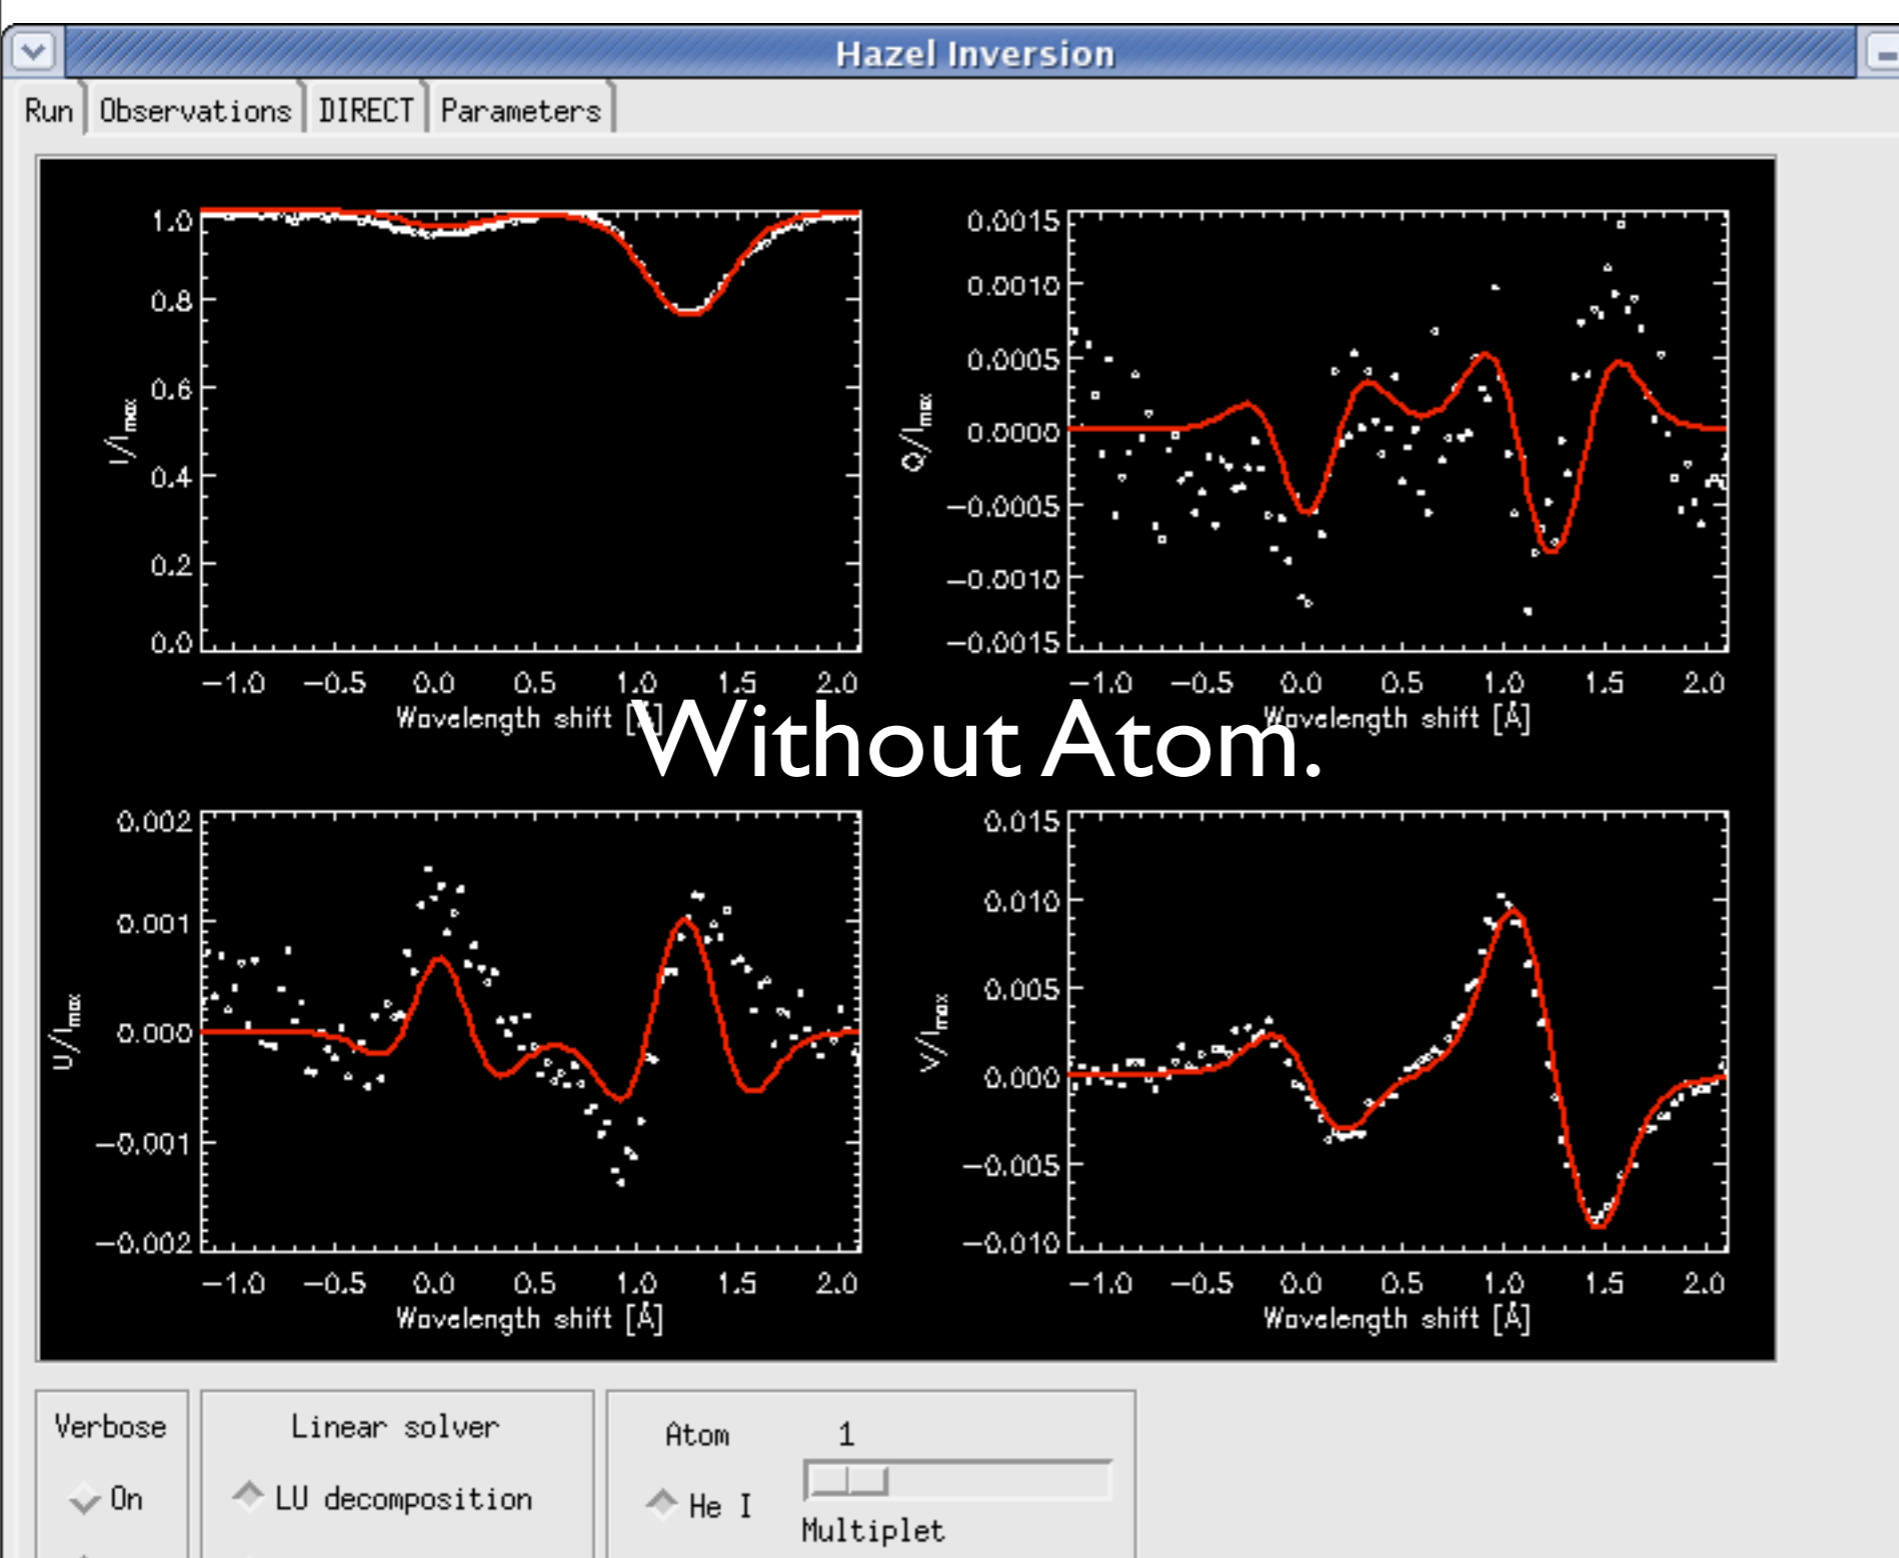 Hazel Inversion
Run Observations DIRECT Parameters
1.0
0.8
0.6
0.4
0.2
0.0
I/Imax
−1.0 −0.5 0.0 0.5 1.0 1.5 2.0
Wavelength shift [Å]
0.0015
0.0010
0.0005
0.0000
−0.0005
−0.0010
−0.0015
Q/Imax
−1.0 −0.5 0.0 0.5 1.0 1.5 2.0
Wavelength shift [Å]
Without Atom.
0.002
0.001
0.000
−0.001
−0.002
U/Imax
−1.0 −0.5 0.0 0.5 1.0 1.5 2.0
Wavelength shift [Å]
0.015
0.010
0.005
0.000
−0.005
−0.010
V/Imax
−1.0 −0.5 0.0 0.5 1.0 1.5 2.0
Wavelength shift [Å]
Verbose
On
Linear solver
LU decomposition
Atom 1
He I
Multiplet